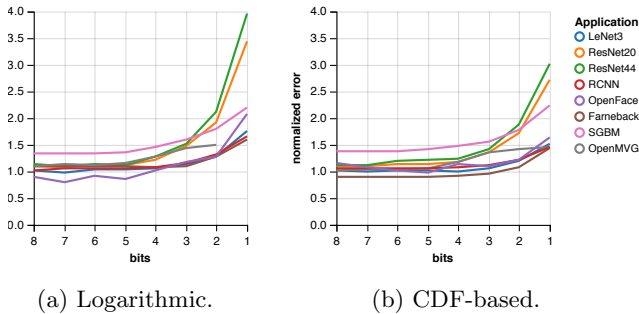 4.0
3.5
3.0
2.5
2.0
1.5
1.0
0.5
0.0
8 7 6 5 4 3 2 1
bits
(a) Logarithmic.
normalized error
4.0
3.5
3.0
2.5
2.0
1.5
1.0
0.5
0.0
8 7 6 5 4 3 2 1
bits
(b) CDF-based.
Application
LeNet3
ResNet20
ResNet44
RCNN
OpenFace
Farneback
SGBM
OpenMVG